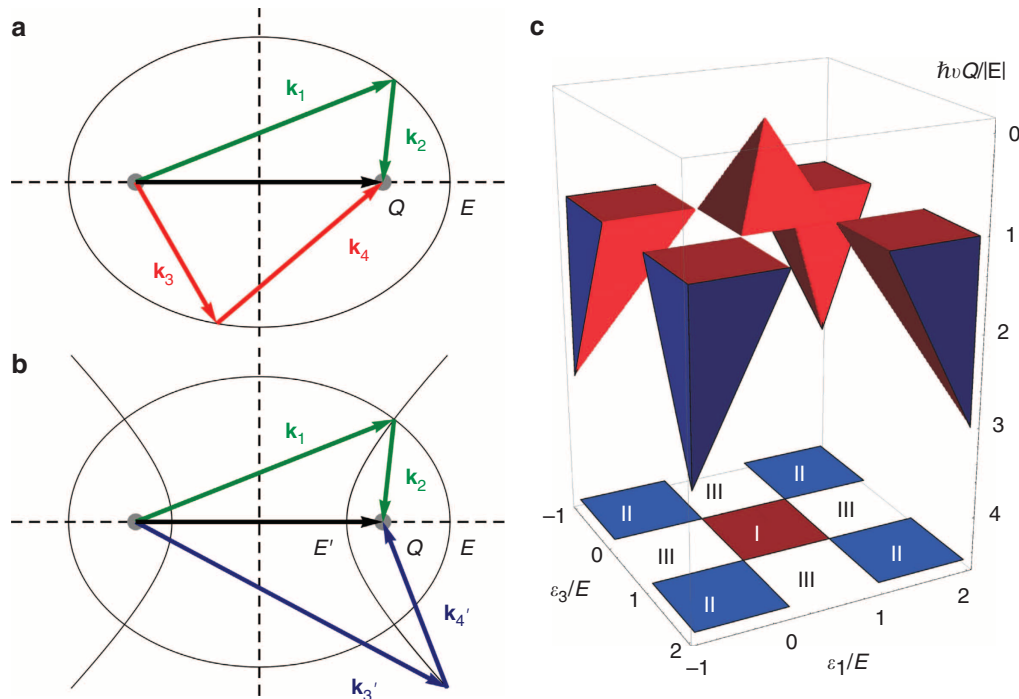 a
k₁
k₂
Q
E
k₃
k₄
b
k₁
k₂
E′
Q
E
k₄′
k₃′
c
ℏυQ/|E|
0
1
2
3
4
–1
0
1
2
ε₃/E
–1
0
1
2
ε₁/E
II
III
II
III
I
III
II
III
II